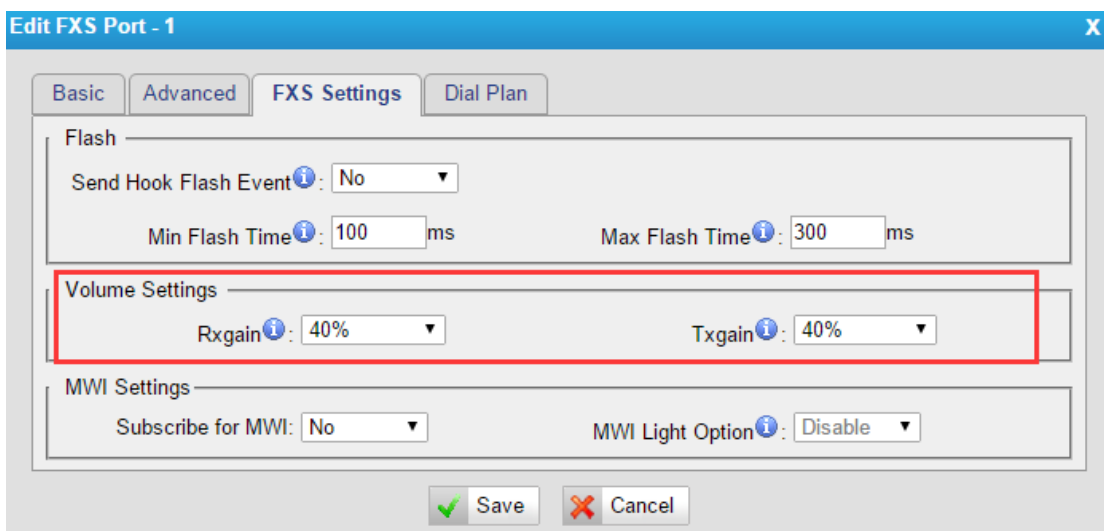 Edit FXS Port - 1 X
Basic Advanced FXS Settings Dial Plan
Flash
Send Hook Flash Event i : No
Min Flash Time i : 100 ms Max Flash Time i : 300 ms
Volume Settings
Rxgain i : 40% Txgain i : 40%
MWI Settings
Subscribe for MWI: No MWI Light Option i : Disable
Save Cancel